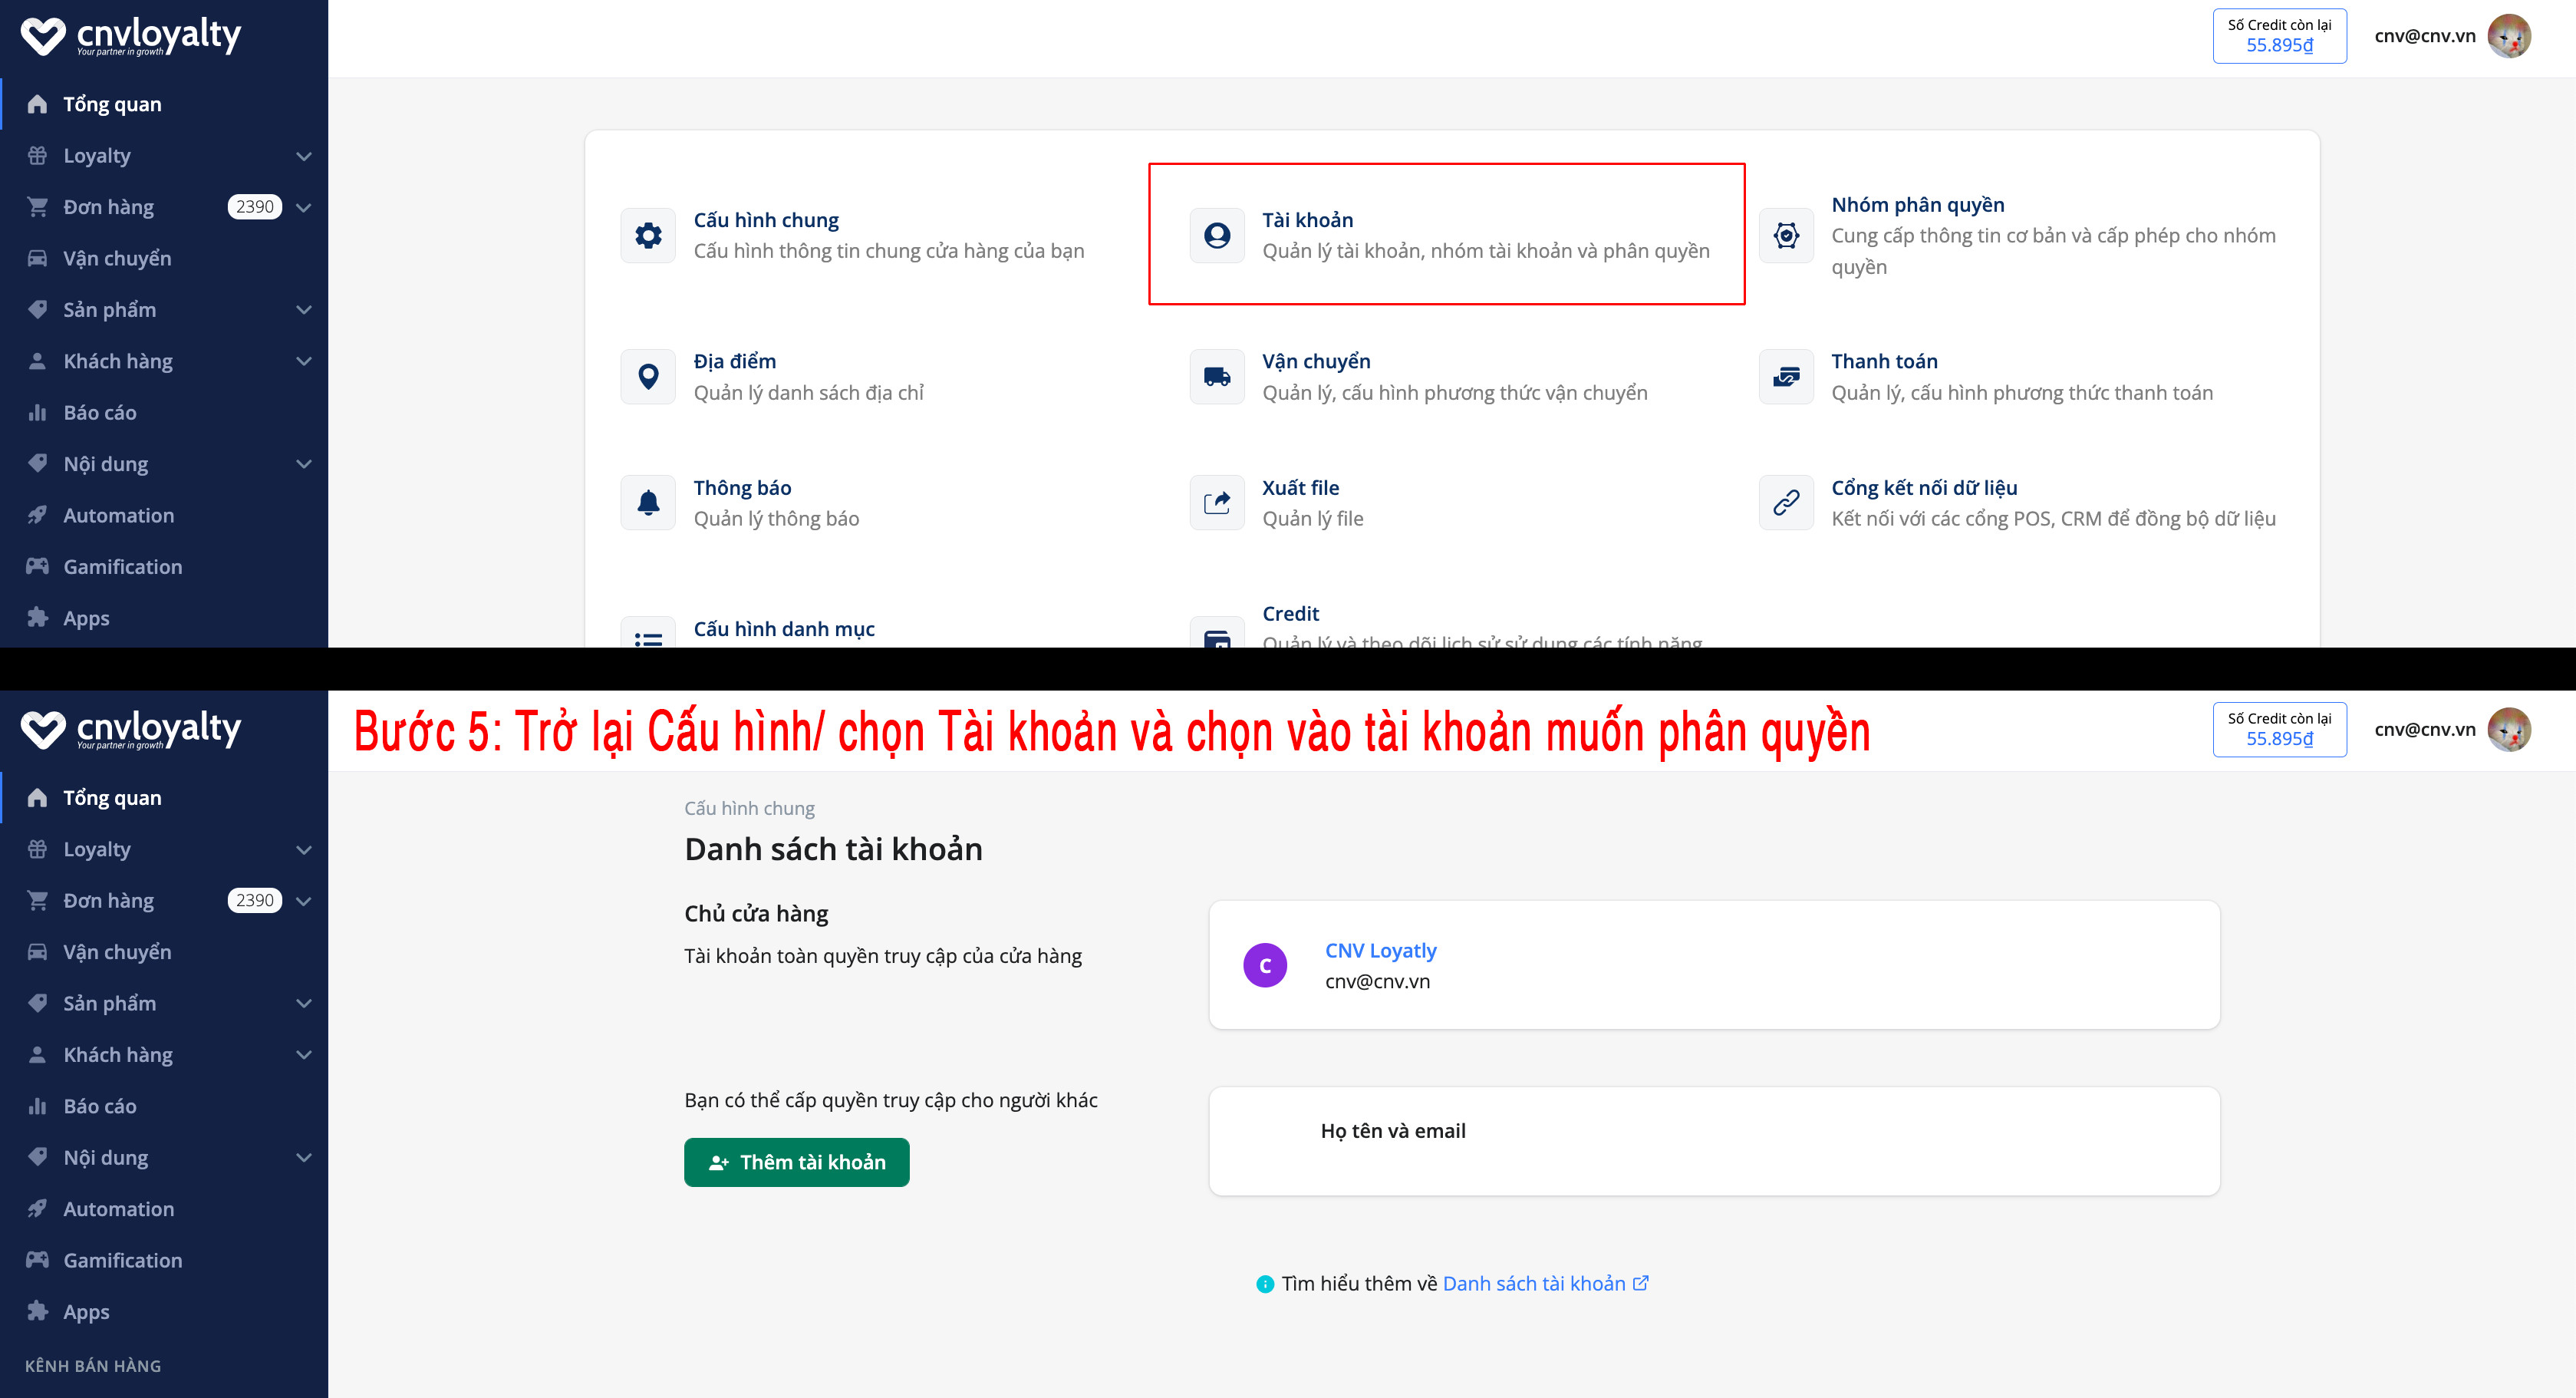 cnvloyalty
Your partner in growth
Số Credit còn lại
55.895₫
cnv@cnv.vn
Tổng quan
Loyalty
Đơn hàng 2390
Vận chuyển
Sản phẩm
Khách hàng
Báo cáo
Nội dung
Automation
Gamification
Apps
Cấu hình chung
Cấu hình thông tin chung cửa hàng của bạn
Tài khoản
Quản lý tài khoản, nhóm tài khoản và phân quyền
Nhóm phân quyền
Cung cấp thông tin cơ bản và cấp phép cho nhóm
quyền
Địa điểm
Quản lý danh sách địa chỉ
Vận chuyển
Quản lý, cấu hình phương thức vận chuyển
Thanh toán
Quản lý, cấu hình phương thức thanh toán
Thông báo
Quản lý thông báo
Xuất file
Quản lý file
Cổng kết nối dữ liệu
Kết nối với các cổng POS, CRM để đồng bộ dữ liệu
Cấu hình danh mục
Credit
Quản lý và theo dõi lịch sử sử dụng các tính năng
cnvloyalty
Your partner in growth
Bước 5: Trở lại Cấu hình/ chọn Tài khoản và chọn vào tài khoản muốn phân quyền
Số Credit còn lại
55.895₫
cnv@cnv.vn
Tổng quan
Loyalty
Đơn hàng 2390
Vận chuyển
Sản phẩm
Khách hàng
Báo cáo
Nội dung
Automation
Gamification
Apps
KÊNH BÁN HÀNG
Cấu hình chung
Danh sách tài khoản
Chủ cửa hàng
Tài khoản toàn quyền truy cập của cửa hàng
C
CNV Loyatly
cnv@cnv.vn
Bạn có thể cấp quyền truy cập cho người khác
Thêm tài khoản
Họ tên và email
Tìm hiểu thêm về Danh sách tài khoản